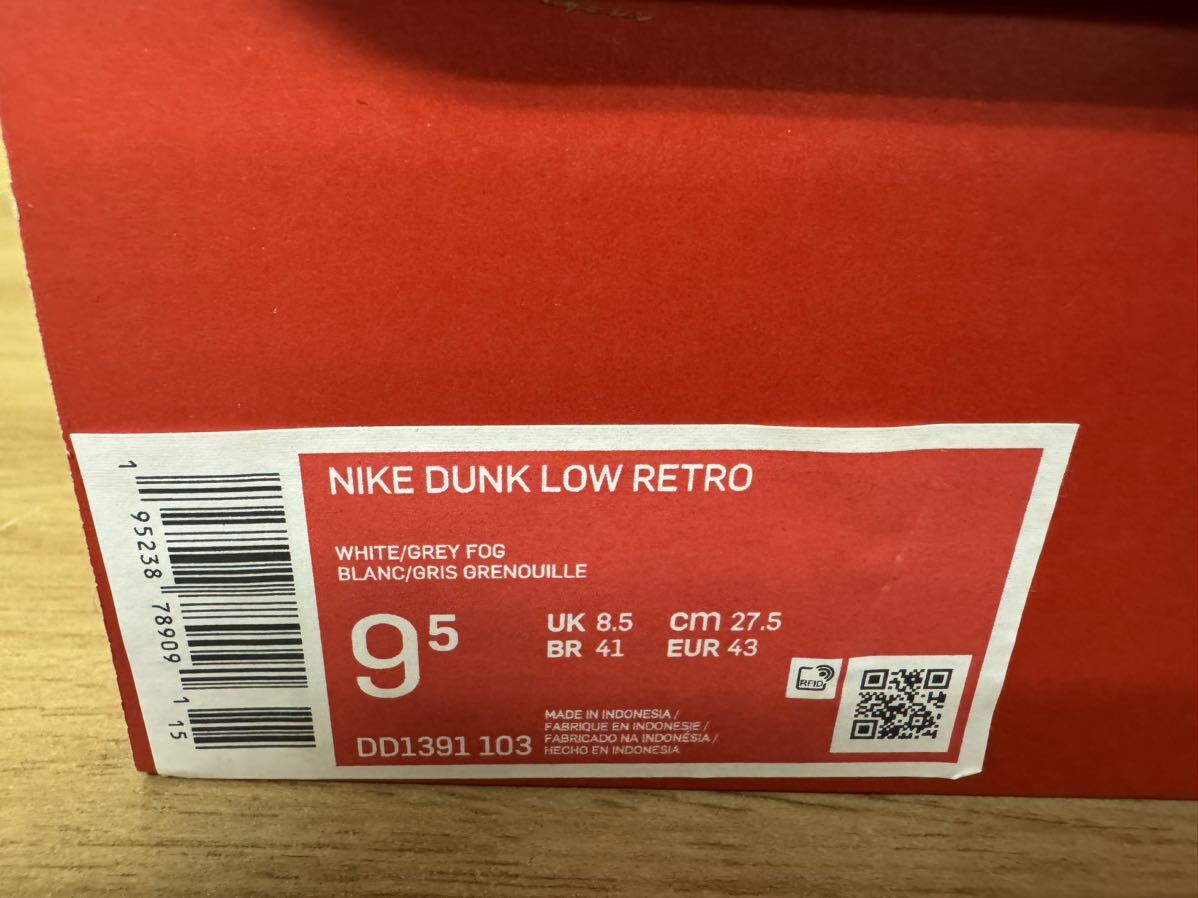 NIKE DUNK LOW RETRO
WHITE/GREY FOG
BLANC/GRIS GRENOUILLE
9⁵
UK 8.5
cm 27.5
BR 41
EUR 43
RFID
DD1391 103
MADE IN INDONESIA /
FABRIQUE EN INDONESIE /
FABRICADO NA INDONÉSIA /
HECHO EN INDONESIA
1 95238 78909 1 15